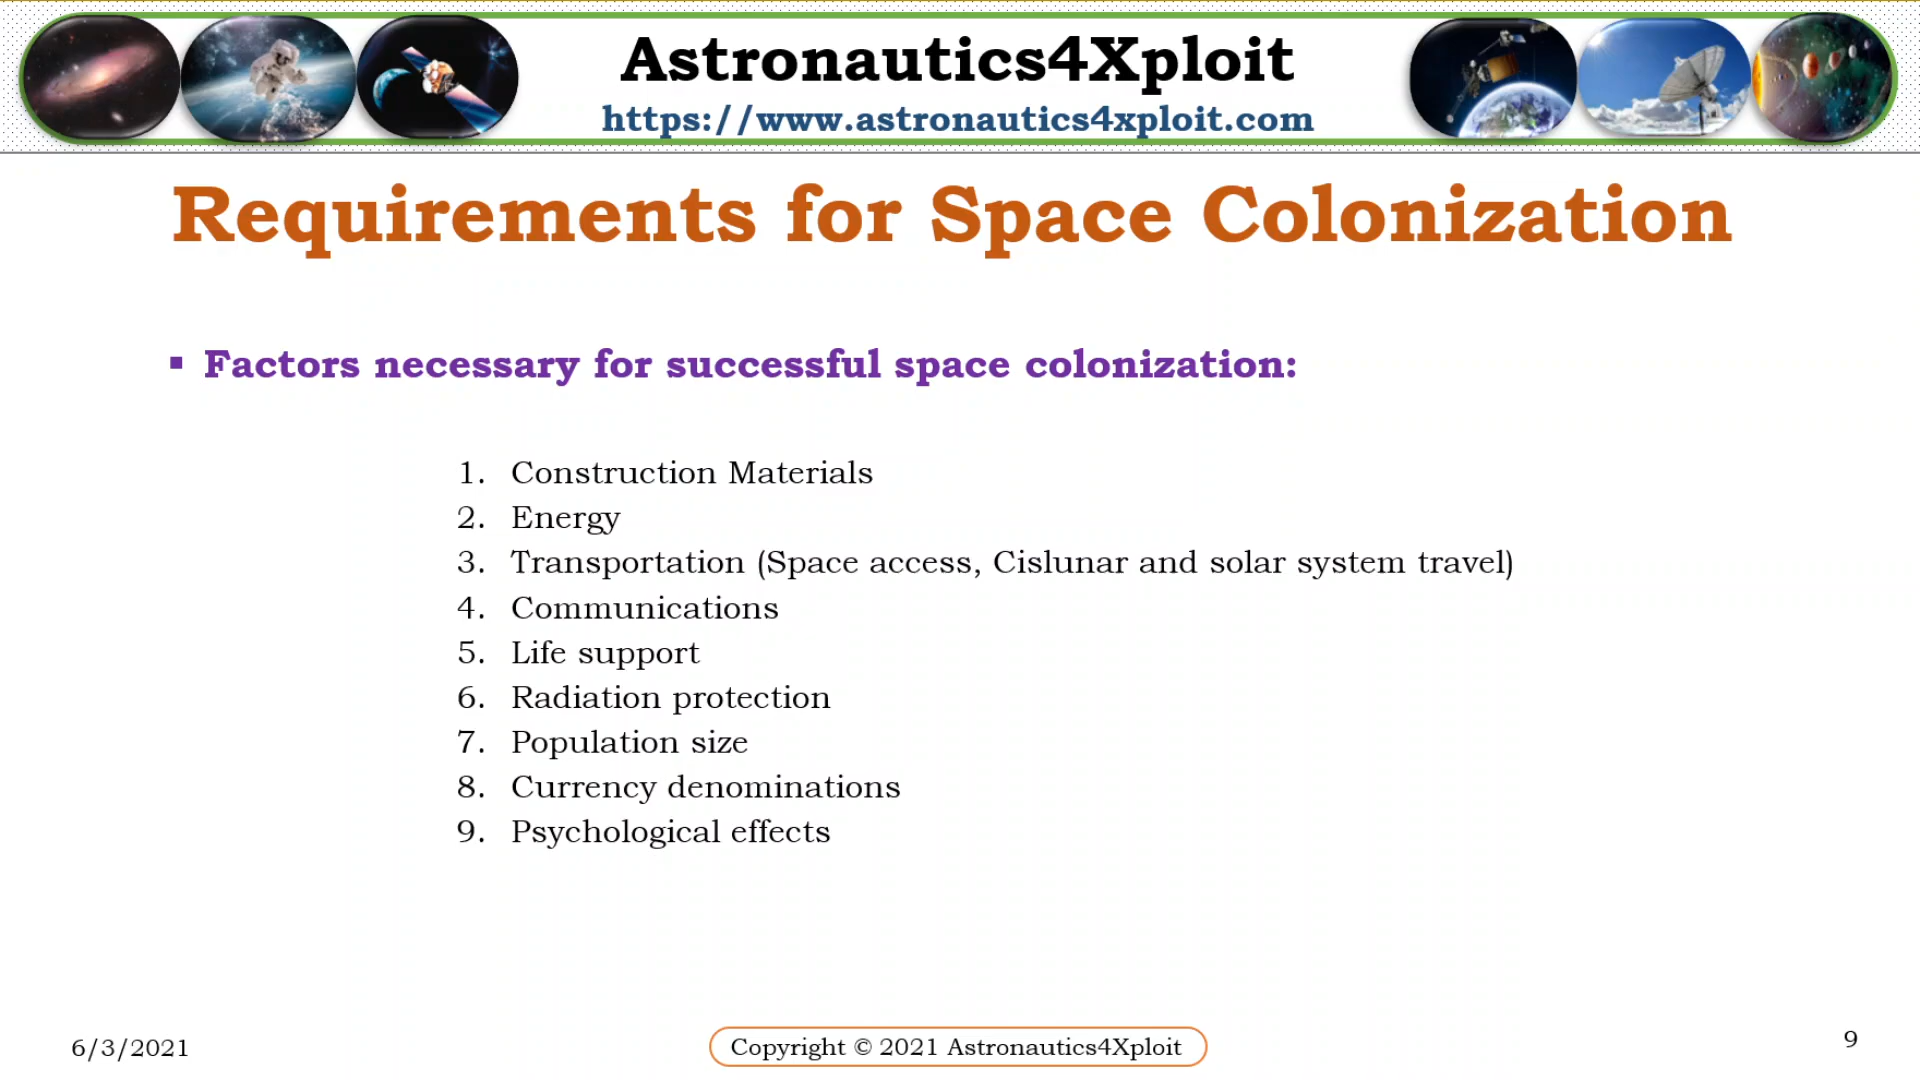 Astronautics4Xploit
https://www.astronautics4xploit.com
Requirements for Space Colonization
▪ Factors necessary for successful space colonization:
1. Construction Materials
2. Energy
3. Transportation (Space access, Cislunar and solar system travel)
4. Communications
5. Life support
6. Radiation protection
7. Population size
8. Currency denominations
9. Psychological effects
6/3/2021
Copyright © 2021 Astronautics4Xploit
9